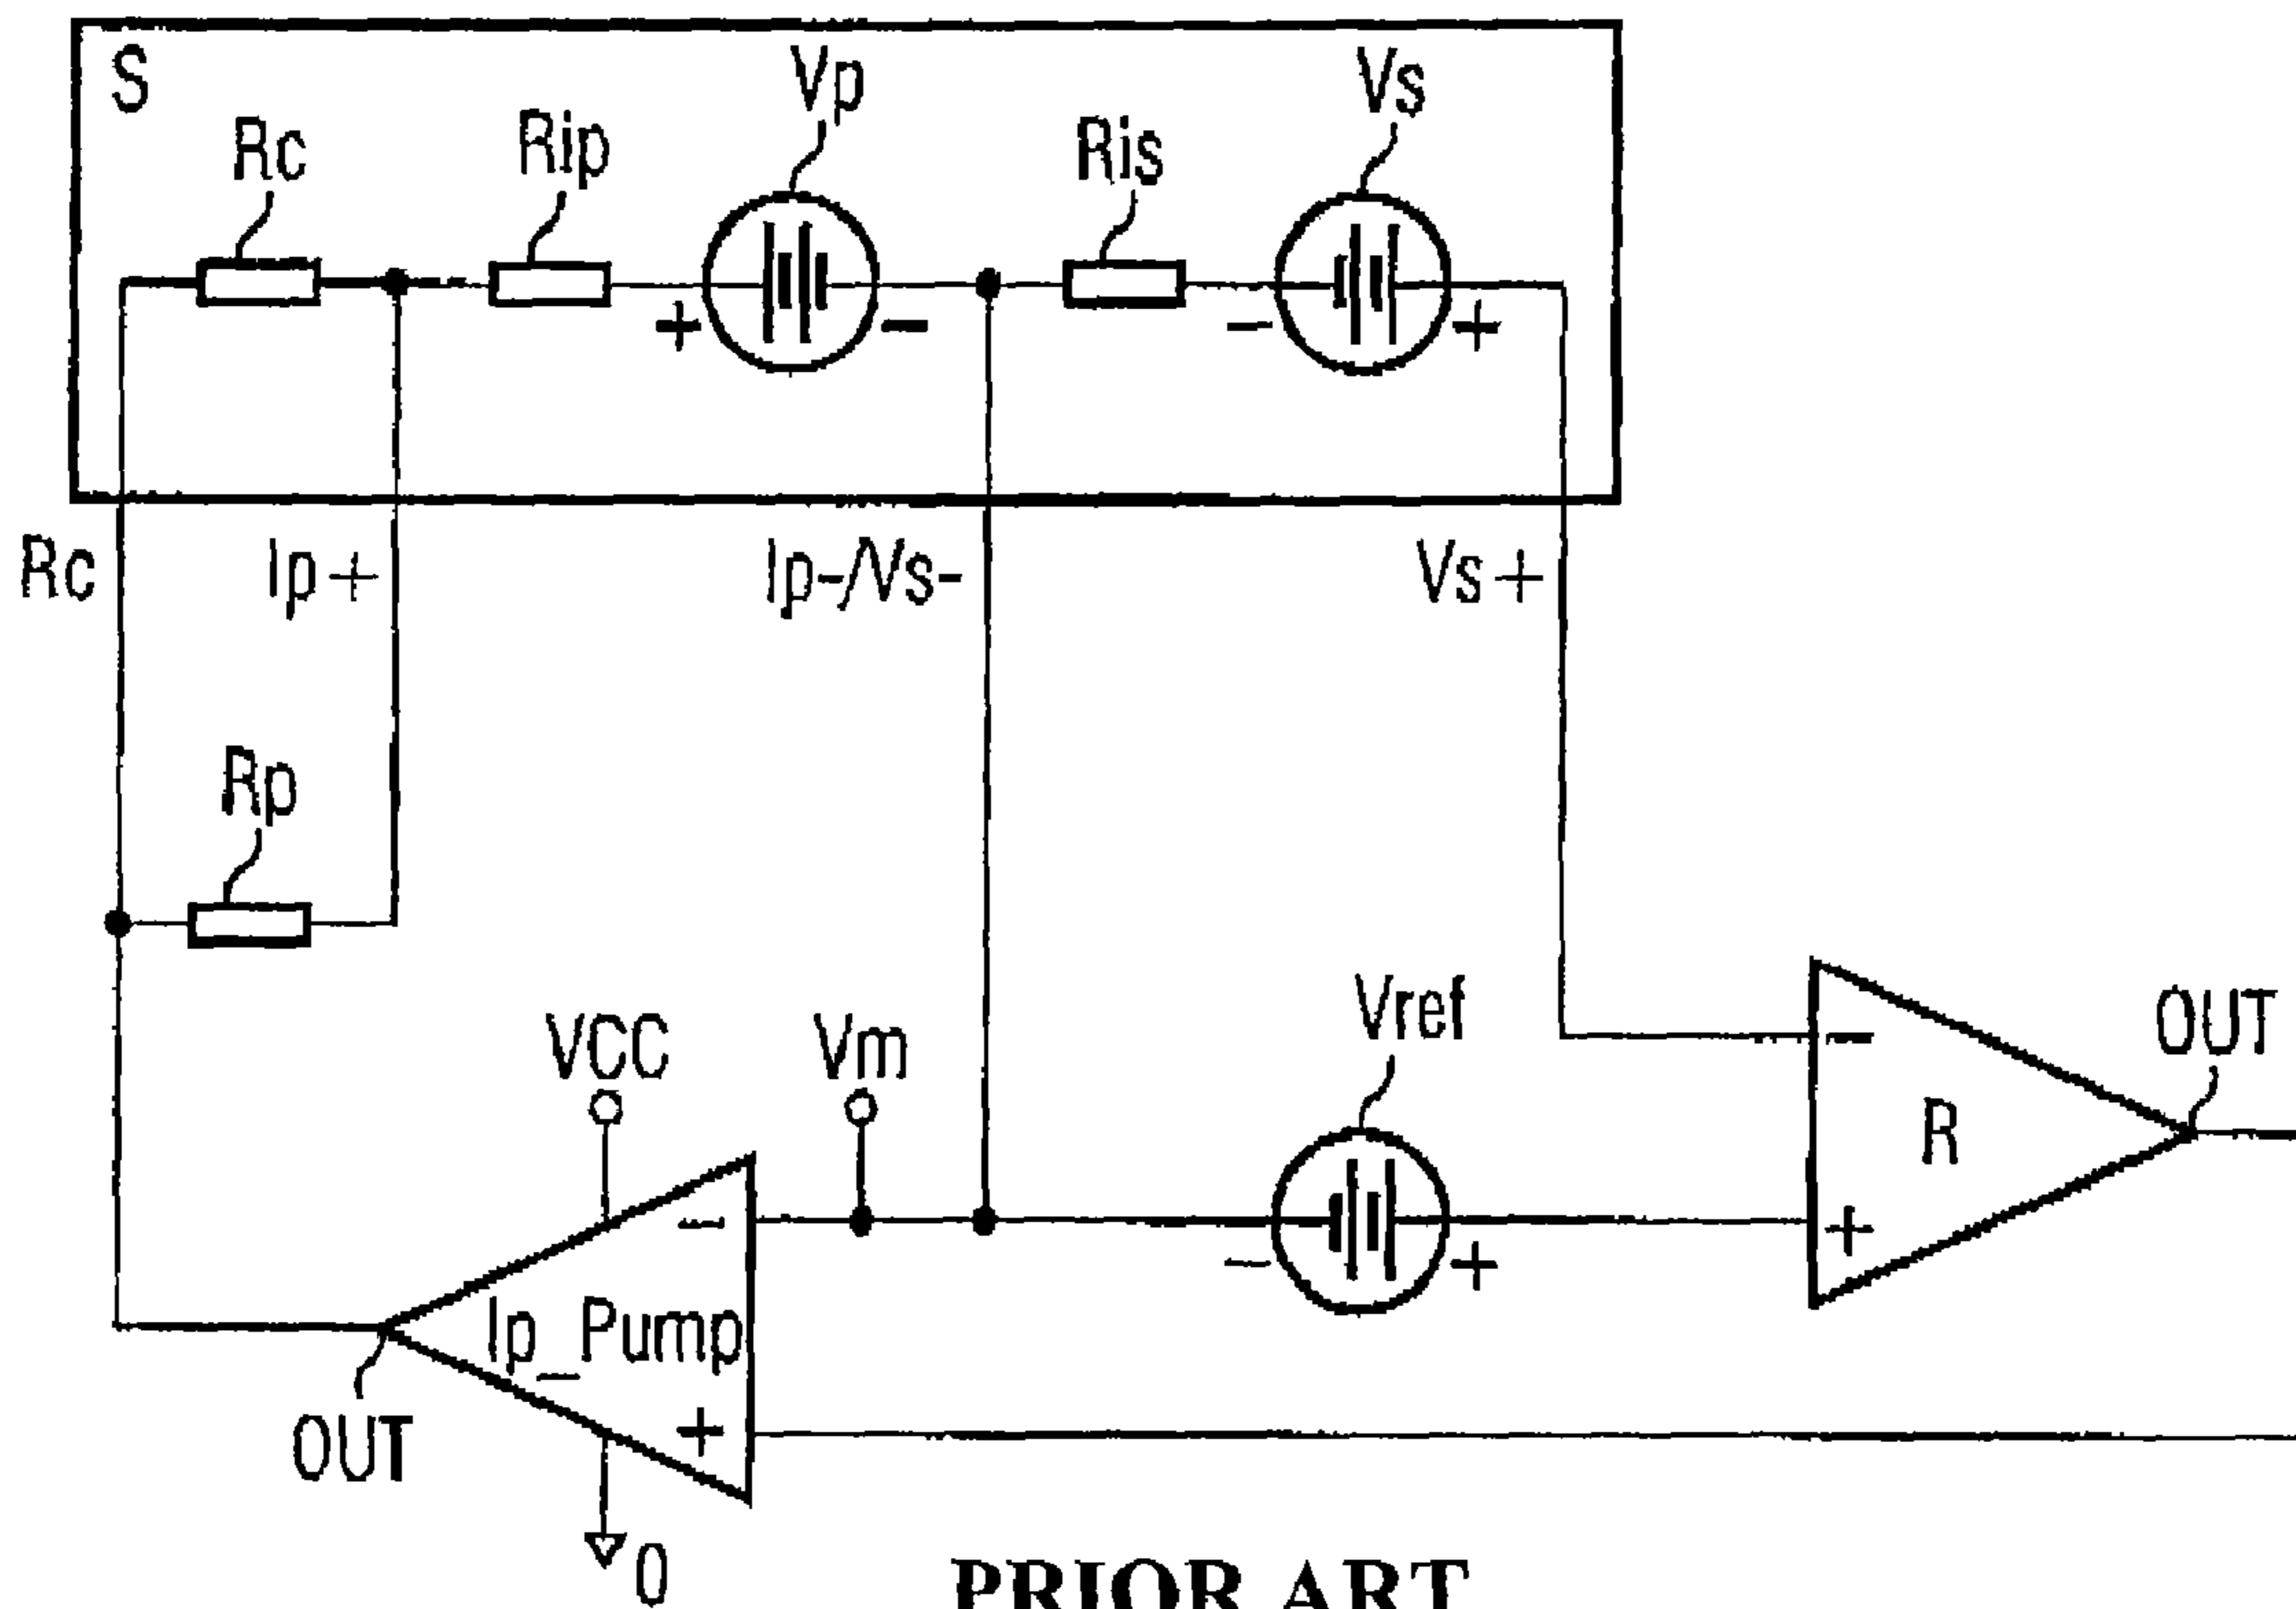 S
Vp
Vs
Rc
Rip
Ris
+
-
-
+
Rc
Ip+
Ip-/Vs-
Vs+
Rp
VCC
Vm
Vref
OUT
-
R
-
-
+
+
Ip_Pump
+
OUT
0
PRIOR ART